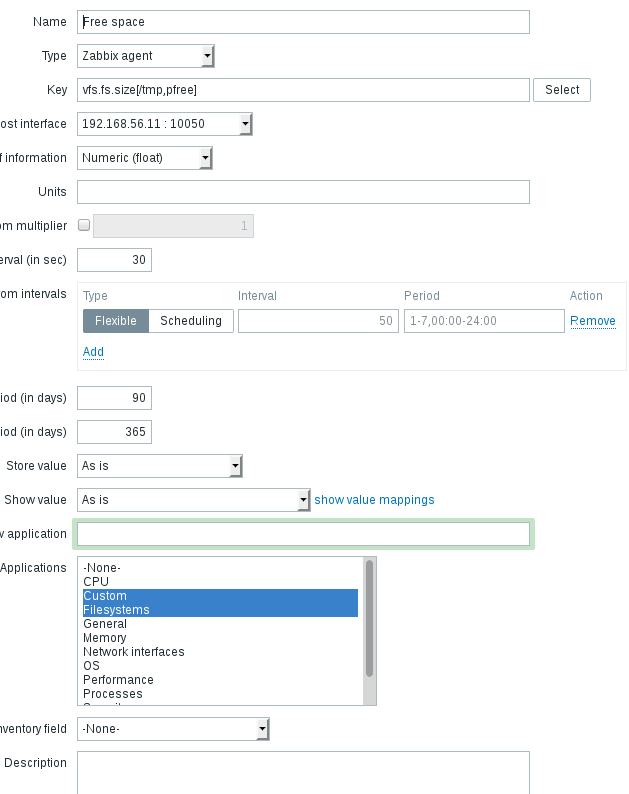 Name Free space
Type Zabbix agent
Key vfs.fs.size[/tmp,pfree] Select
ost interface 192.168.56.11 : 10050
f information Numeric (float)
Units
om multiplier 1
erval (in sec) 30
om intervals Type Interval Period Action
Flexible Scheduling 50 1-7,00:00-24:00 Remove
Add
iod (in days) 90
iod (in days) 365
Store value As is
Show value As is show value mappings
w application
Applications -None-
CPU
Custom
Filesystems
General
Memory
Network interfaces
OS
Performance
Processes
nventory field -None-
Description